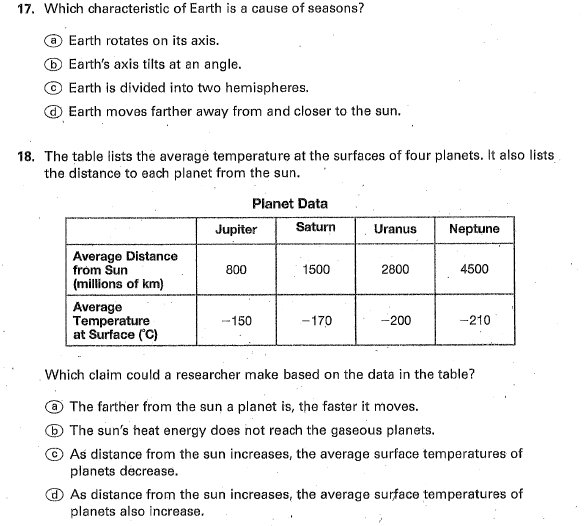 17. Which characteristic of Earth is a cause of seasons?
ⓐ Earth rotates on its axis.
ⓑ Earth's axis tilts at an angle.
ⓒ Earth is divided into two hemispheres.
ⓓ Earth moves farther away from and closer to the sun.
18. The table lists the average temperature at the surfaces of four planets. It also lists
the distance to each planet from the sun.
Planet Data
Jupiter Saturn Uranus Neptune
Average Distance
from Sun
(millions of km) 800 1500 2800 4500
Average
Temperature
at Surface (°C) −150 −170 −200 −210
Which claim could a researcher make based on the data in the table?
ⓐ The farther from the sun a planet is, the faster it moves.
ⓑ The sun's heat energy does not reach the gaseous planets.
ⓒ As distance from the sun increases, the average surface temperatures of
planets decrease.
ⓓ As distance from the sun increases, the average surface temperatures of
planets also increase.